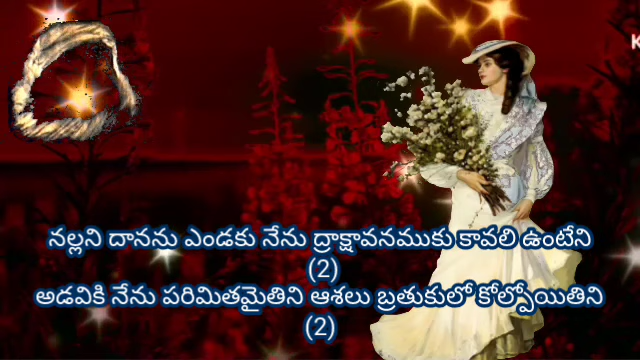 నల్లని దానను ఎండకు నేను ద్రాక్షావనముకు కావలి ఉంటిని
(2)
అడవికి నేను పరిమితమైతిని ఆశలు బ్రతుకులో కోల్పోయితిని
(2)
K